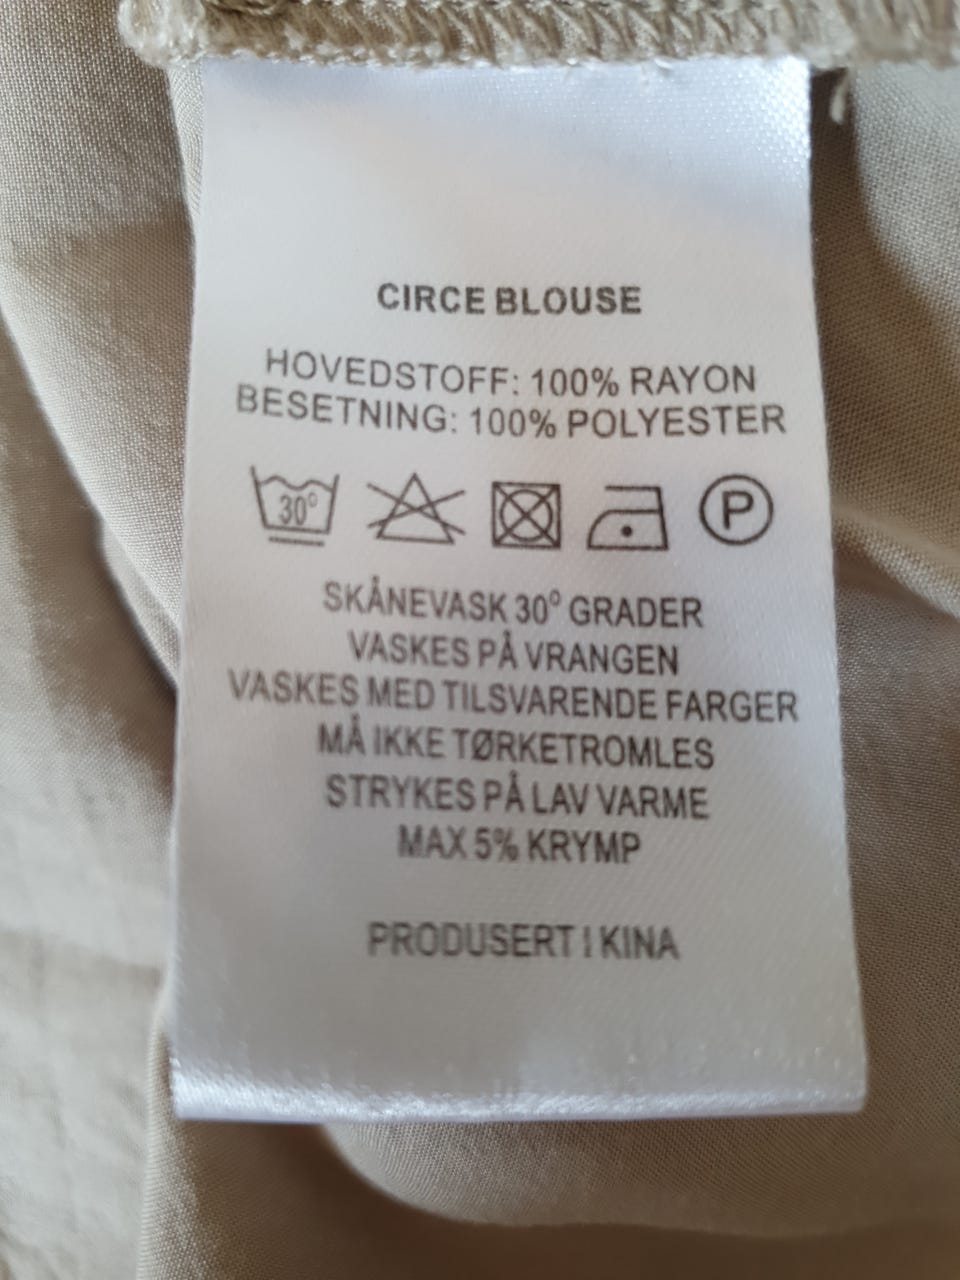 CIRCE BLOUSE
HOVEDSTOFF: 100% RAYON
BESETNING: 100% POLYESTER
30° P
SKÅNEVASK 30° GRADER
VASKES PÅ VRANGEN
VASKES MED TILSVARENDE FARGER
MÅ IKKE TØRKETROMLES
STRYKES PÅ LAV VARME
MAX 5% KRYMP
PRODUSERT I KINA